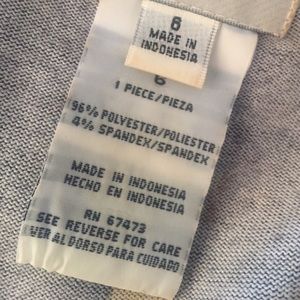 6
MADE IN
INDONESIA
6
1 PIECE/PIEZA
96% POLYESTER/POLIESTER
4% SPANDEX/SPANDEX
MADE IN INDONESIA
HECHO EN INDONESIA
RN 67473
SEE REVERSE FOR CARE
VER AL DORSO PARA CUIDADO